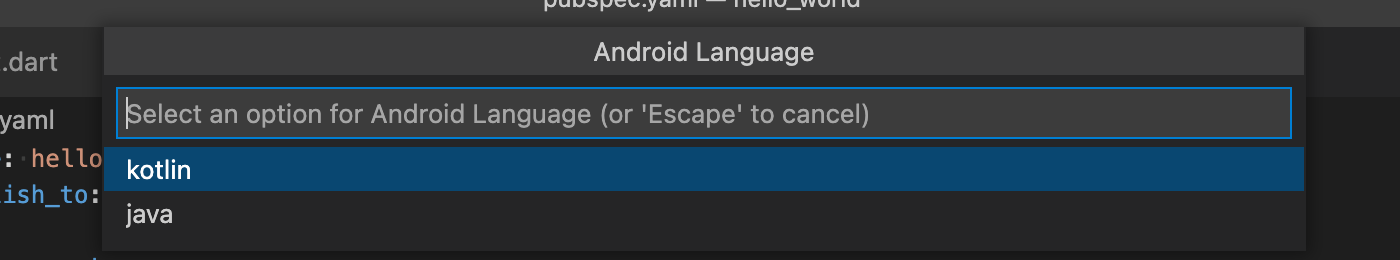 pubspec.yaml — hello_world
Android Language
.dart
Select an option for Android Language (or 'Escape' to cancel)
yaml
: hello
kotlin
ish_to:
java